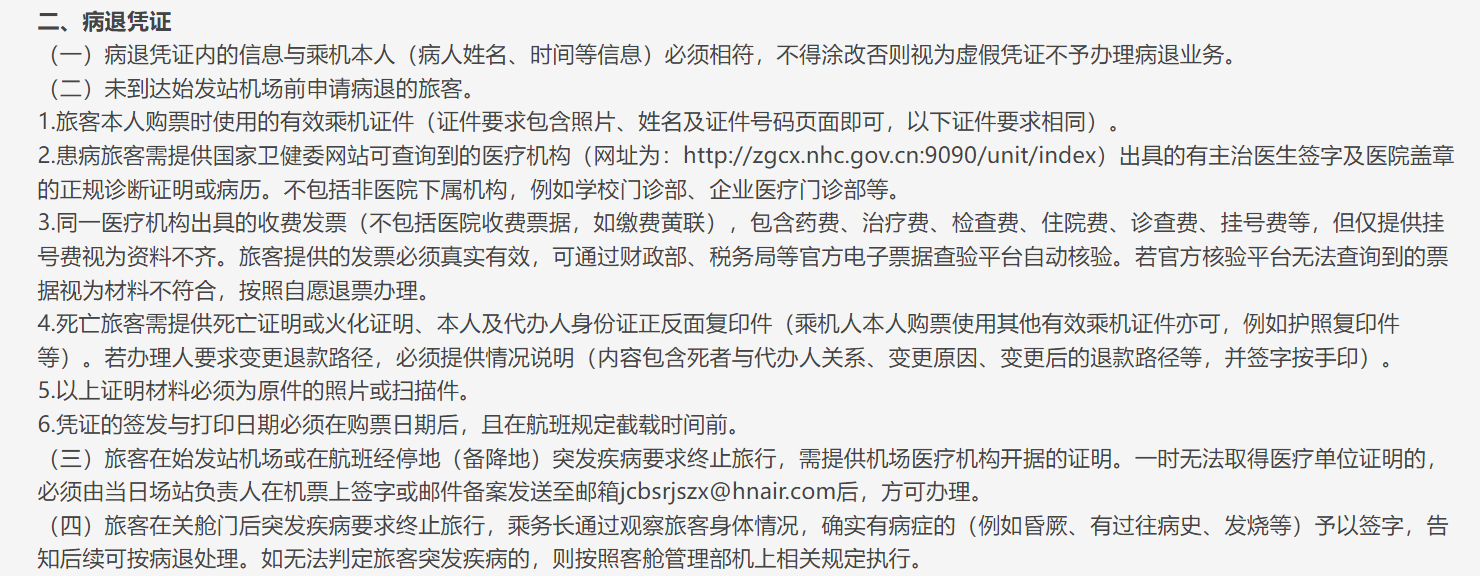 二、病退凭证
（一）病退凭证内的信息与乘机本人（病人姓名、时间等信息）必须相符，不得涂改否则视为虚假凭证不予办理病退业务。
（二）未到达始发站机场前申请病退的旅客。
1.旅客本人购票时使用的有效乘机证件（证件要求包含照片、姓名及证件号码页面即可，以下证件要求相同）。
2.患病旅客需提供国家卫健委网站可查询到的医疗机构（网址为：http://zgcx.nhc.gov.cn:9090/unit/index）出具的有主治医生签字及医院盖章
的正规诊断证明或病历。不包括非医院下属机构，例如学校门诊部、企业医疗门诊部等。
3.同一医疗机构出具的收费发票（不包括医院收费票据，如缴费黄联），包含药费、治疗费、检查费、住院费、诊查费、挂号费等，但仅提供挂
号费视为资料不齐。旅客提供的发票必须真实有效，可通过财政部、税务局等官方电子票据查验平台自动核验。若官方核验平台无法查询到的票
据视为材料不符合，按照自愿退票办理。
4.死亡旅客需提供死亡证明或火化证明、本人及代办人身份证正反面复印件（乘机人本人购票使用其他有效乘机证件亦可，例如护照复印件
等）。若办理人要求变更退款路径，必须提供情况说明（内容包含死者与代办人关系、变更原因、变更后的退款路径等，并签字按手印）。
5.以上证明材料必须为原件的照片或扫描件。
6.凭证的签发与打印日期必须在购票日期后，且在航班规定截载时间前。
（三）旅客在始发站机场或在航班经停地（备降地）突发疾病要求终止旅行，需提供机场医疗机构开据的证明。一时无法取得医疗单位证明的，
必须由当日场站负责人在机票上签字或邮件备案发送至邮箱jcbsrjszx@hnair.com后，方可办理。
（四）旅客在关舱门后突发疾病要求终止旅行，乘务长通过观察旅客身体情况，确实有病症的（例如昏厥、有过往病史、发烧等）予以签字，告
知后续可按病退处理。如无法判定旅客突发疾病的，则按照客舱管理部机上相关规定执行。